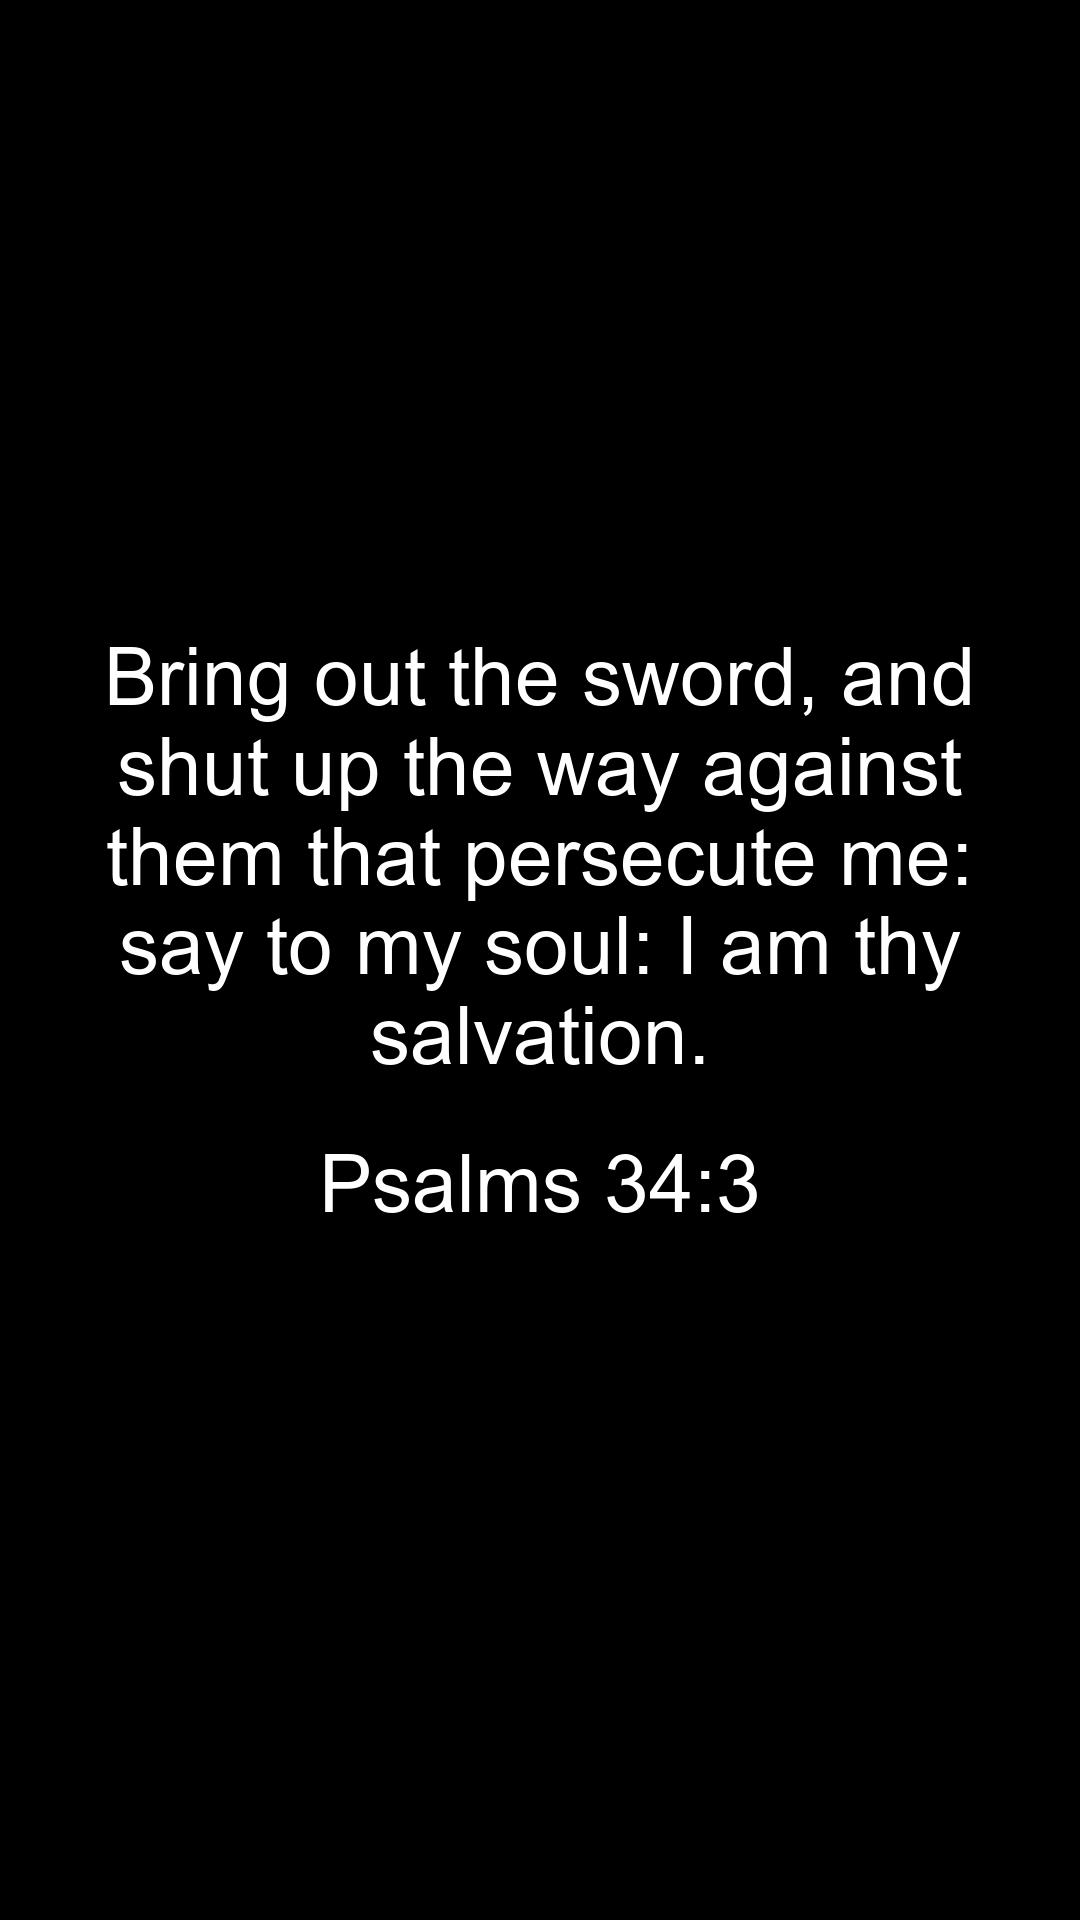 Bring out the sword, and
shut up the way against
them that persecute me:
say to my soul: I am thy
salvation.
Psalms 34:3